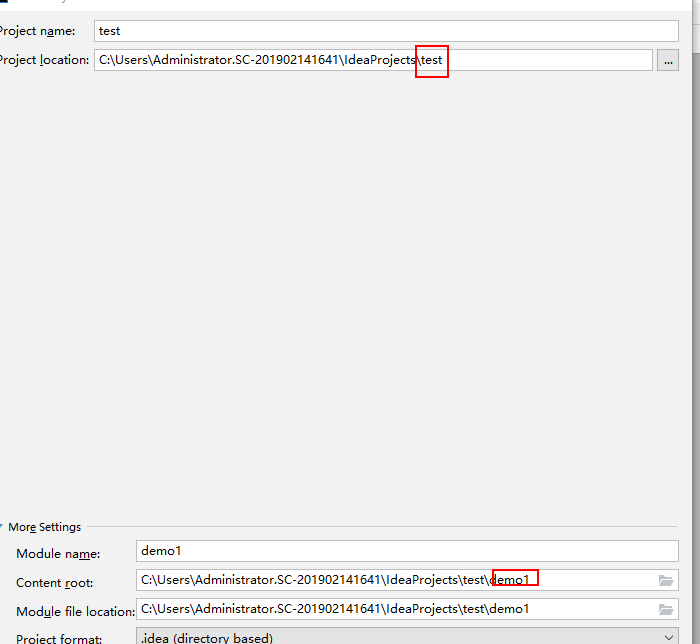 Project name: test
Project location: C:\Users\Administrator.SC-201902141641\IdeaProjects\test ...
More Settings
Module name: demo1
Content root: C:\Users\Administrator.SC-201902141641\IdeaProjects\test\demo1
Module file location: C:\Users\Administrator.SC-201902141641\IdeaProjects\test\demo1
Project format: .idea (directory based)